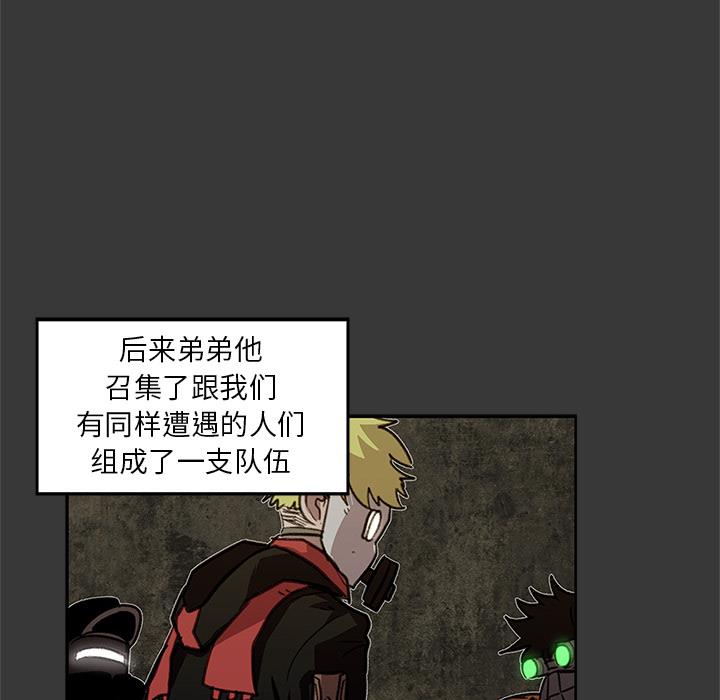 后来弟弟他
召集了跟我们
有同样遭遇的人们
组成了一支队伍